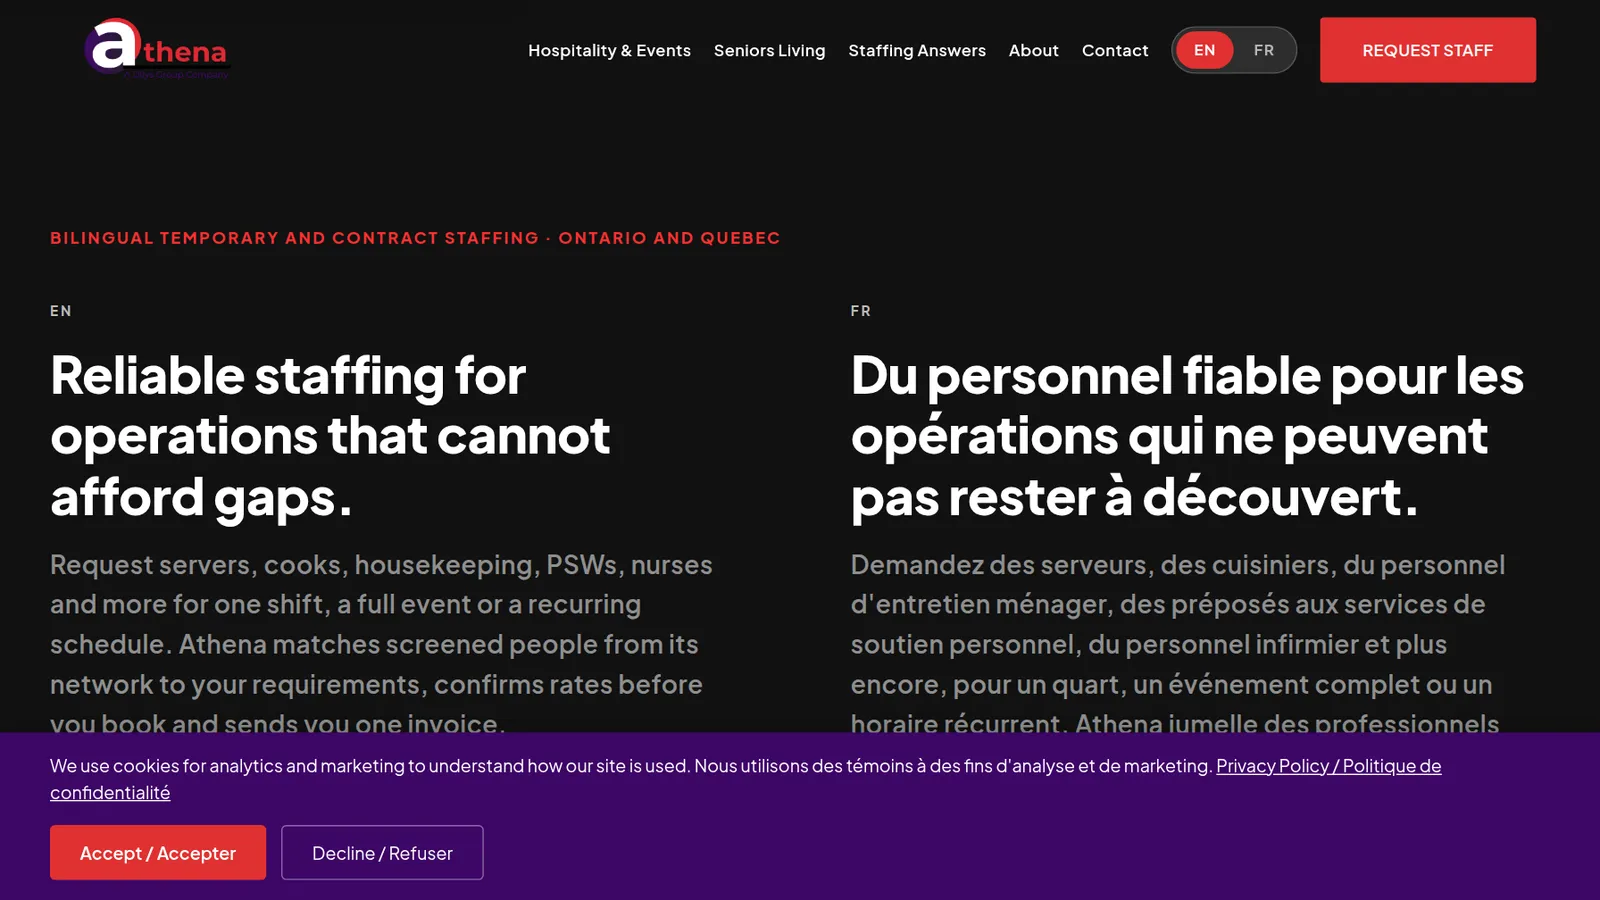 athena
Hospitality & Events
Seniors Living
Staffing Answers
About
Contact
EN
FR
REQUEST STAFF
BILINGUAL TEMPORARY AND CONTRACT STAFFING · ONTARIO AND QUEBEC
EN
Reliable staffing for
operations that cannot
afford gaps.
Request servers, cooks, housekeeping, PSWs, nurses
and more for one shift, a full event or a recurring
schedule. Athena matches screened people from its
network to your requirements, confirms rates before
you book and sends you one invoice.
FR
Du personnel fiable pour les
opérations qui ne peuvent
pas rester à découvert.
Demandez des serveurs, des cuisiniers, du personnel
d'entretien ménager, des préposés aux services de
soutien personnel, du personnel infirmier et plus
encore, pour un quart, un événement complet ou un
horaire récurrent. Athena jumelle des professionnels
We use cookies for analytics and marketing to understand how our site is used. Nous utilisons des témoins à des fins d'analyse et de marketing. Privacy Policy / Politique de
confidentialité
Accept / Accepter
Decline / Refuser